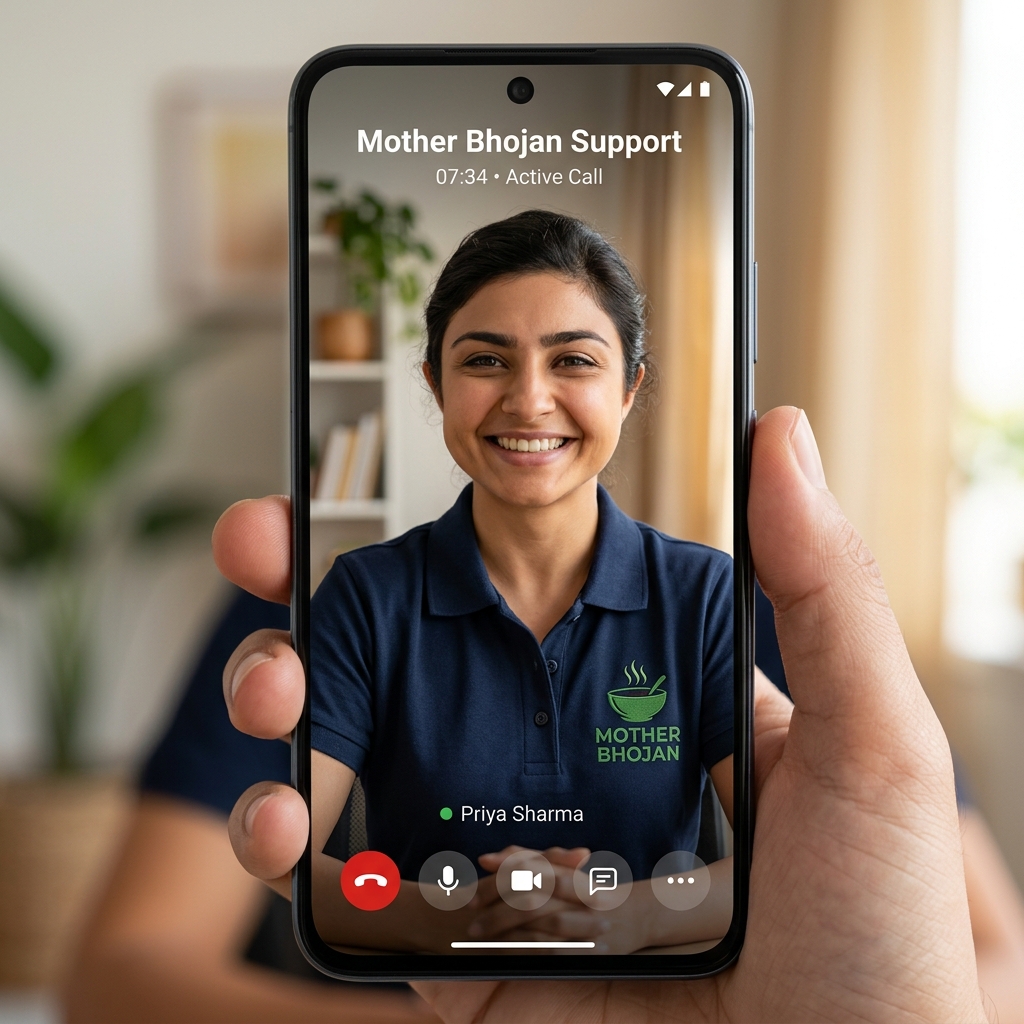 Mother Bhojan Support
07:34 • Active Call
MOTHER
BHOJAN
Priya Sharma